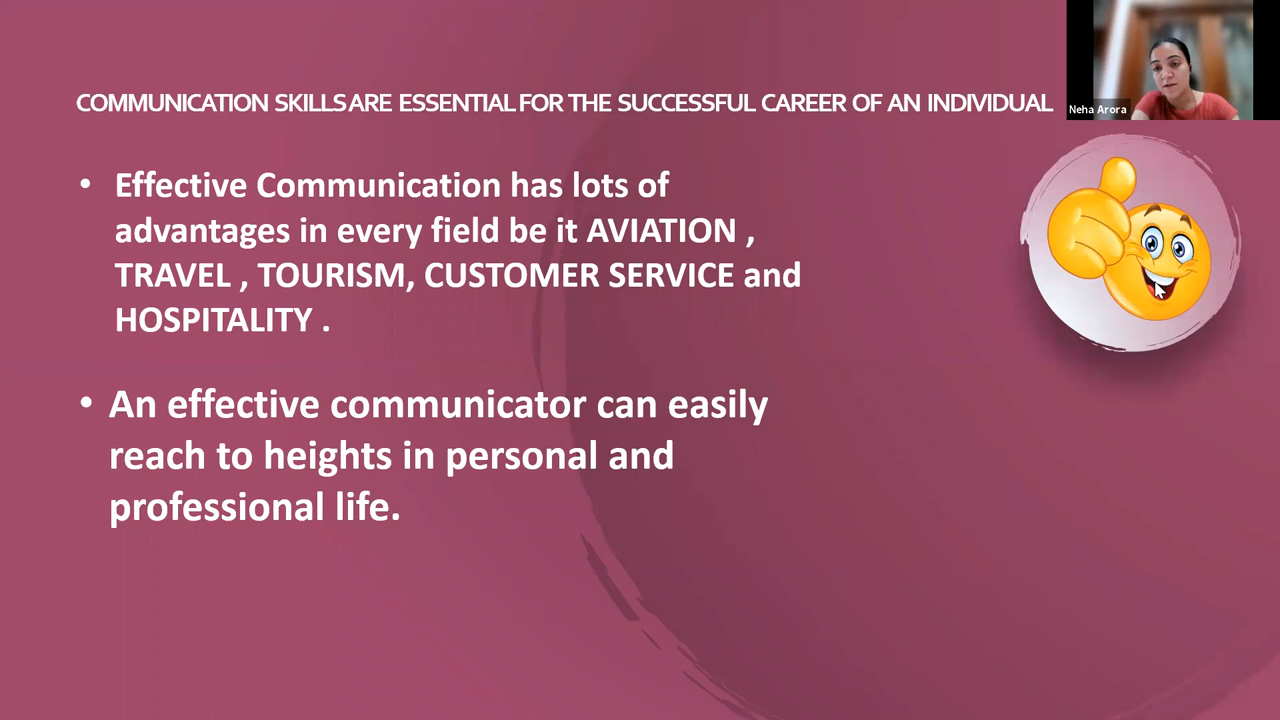 COMMUNICATION SKILLS ARE ESSENTIAL FOR THE SUCCESSFUL CAREER OF AN INDIVIDUAL
Neha Arora
• Effective Communication has lots of
advantages in every field be it AVIATION ,
TRAVEL , TOURISM, CUSTOMER SERVICE and
HOSPITALITY .
• An effective communicator can easily
reach to heights in personal and
professional life.